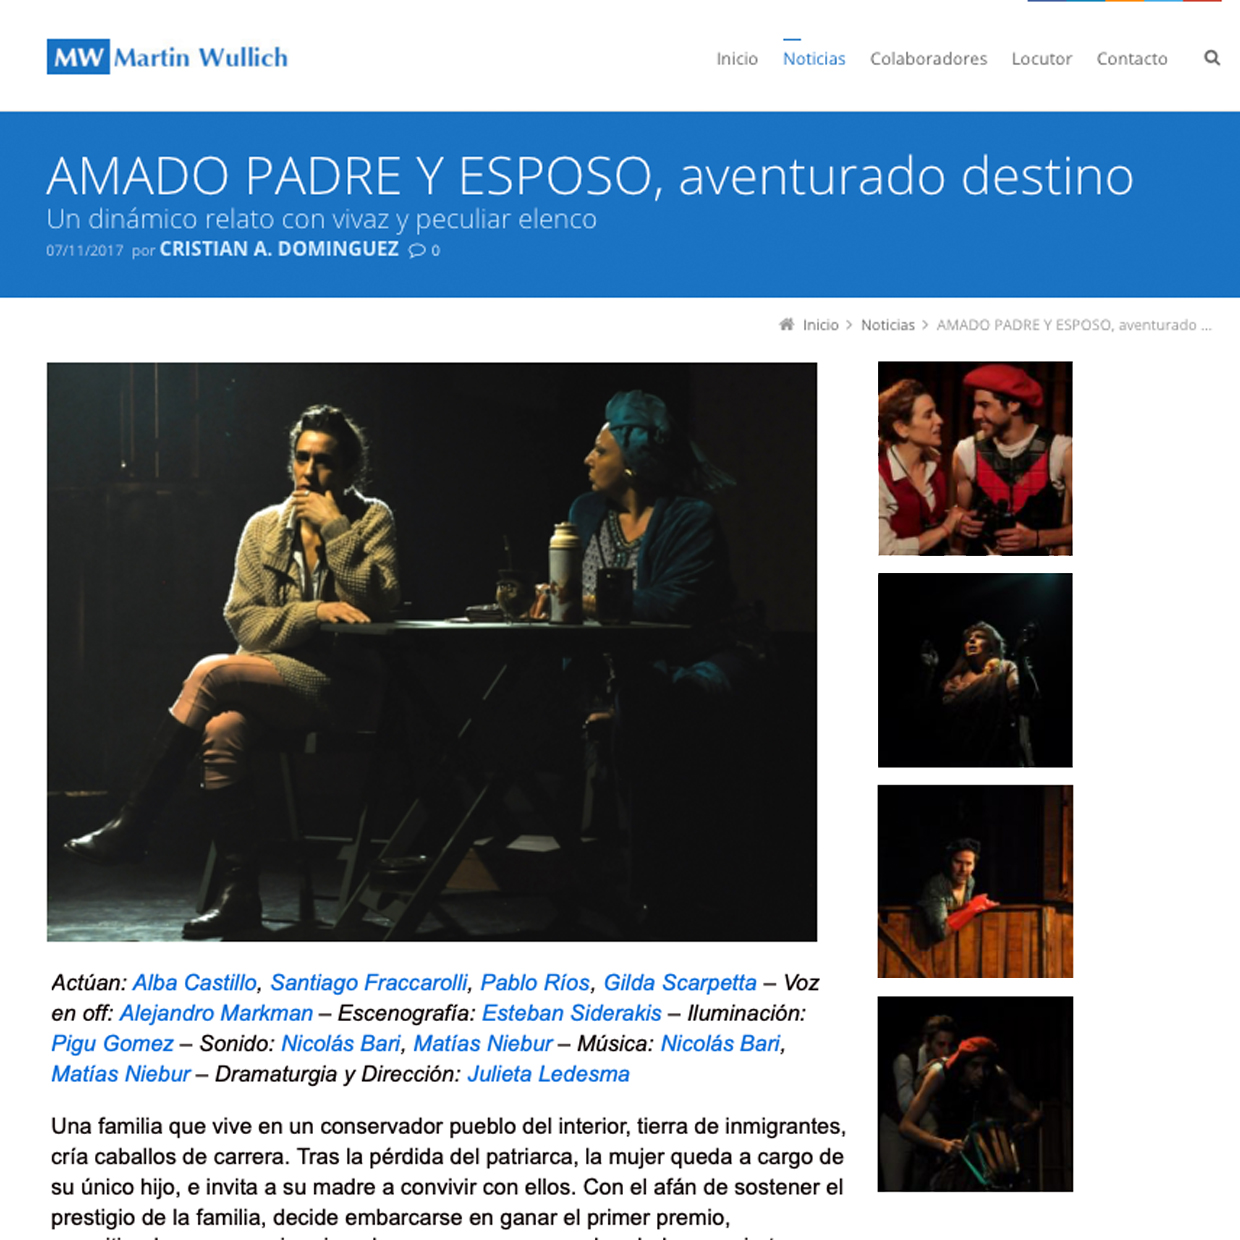 MW Martin Wullich
Inicio Noticias Colaboradores Locutor Contacto
AMADO PADRE Y ESPOSO, aventurado destino
Un dinámico relato con vivaz y peculiar elenco
07/11/2017 por CRISTIAN A. DOMINGUEZ 0
Inicio > Noticias > AMADO PADRE Y ESPOSO, aventurado ...
Actúan: Alba Castillo, Santiago Fraccarolli, Pablo Ríos, Gilda Scarpetta – Voz
en off: Alejandro Markman – Escenografía: Esteban Siderakis – Iluminación:
Pigu Gomez – Sonido: Nicolás Bari, Matías Niebur – Música: Nicolás Bari,
Matías Niebur – Dramaturgia y Dirección: Julieta Ledesma
Una familia que vive en un conservador pueblo del interior, tierra de inmigrantes,
cría caballos de carrera. Tras la pérdida del patriarca, la mujer queda a cargo de
su único hijo, e invita a su madre a convivir con ellos. Con el afán de sostener el
prestigio de la familia, decide embarcarse en ganar el primer premio,